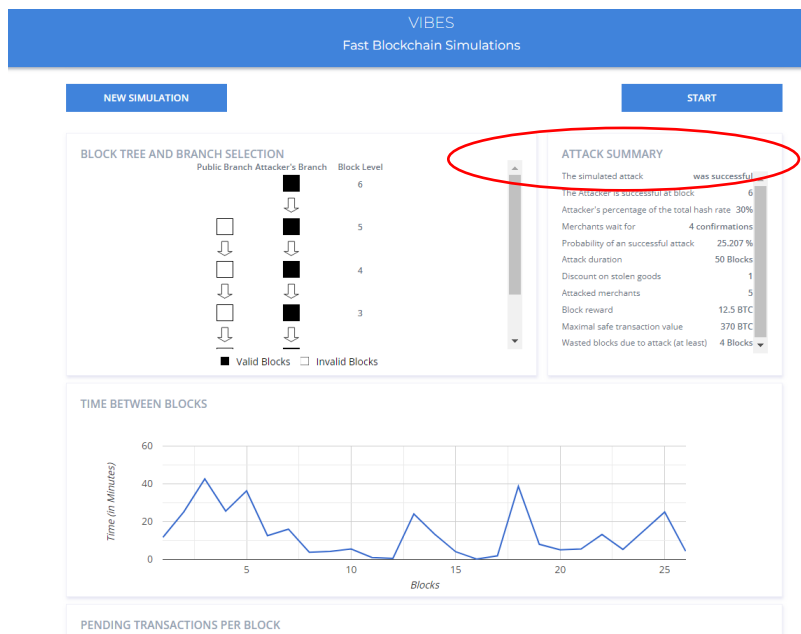 VIBES
Fast Blockchain Simulations
NEW SIMULATION
START
BLOCK TREE AND BRANCH SELECTION
Public Branch Attacker's Branch Block Level
6
5
4
3
Valid Blocks Invalid Blocks
ATTACK SUMMARY
The simulated attack was successful
The Attacker is successful at block 6
Attacker's percentage of the total hash rate 30%
Merchants wait for 4 confirmations
Probability of an successful attack 25.207 %
Attack duration 50 Blocks
Discount on stolen goods 1
Attacked merchants 5
Block reward 12.5 BTC
Maximal safe transaction value 370 BTC
Wasted blocks due to attack (at least) 4 Blocks
TIME BETWEEN BLOCKS
Time (in Minutes)
60
40
20
0
5 10 15 20 25
Blocks
PENDING TRANSACTIONS PER BLOCK